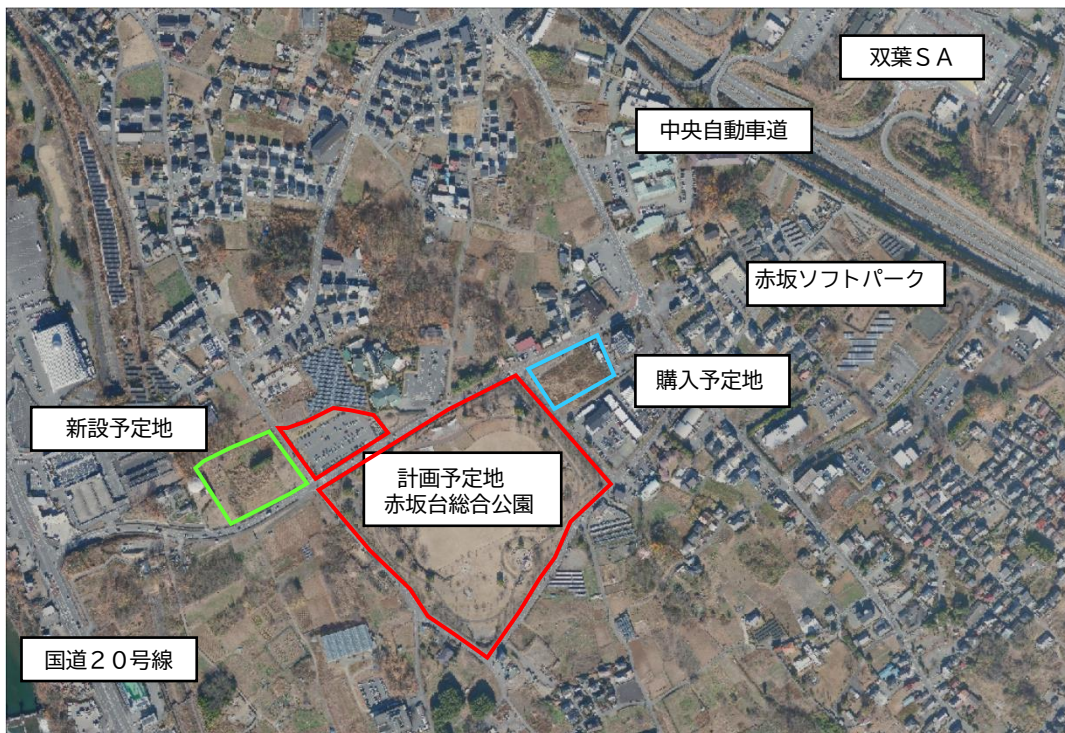 双葉ＳＡ
中央自動車道
赤坂ソフトパーク
購入予定地
新設予定地
計画予定地
赤坂台総合公園
国道２０号線